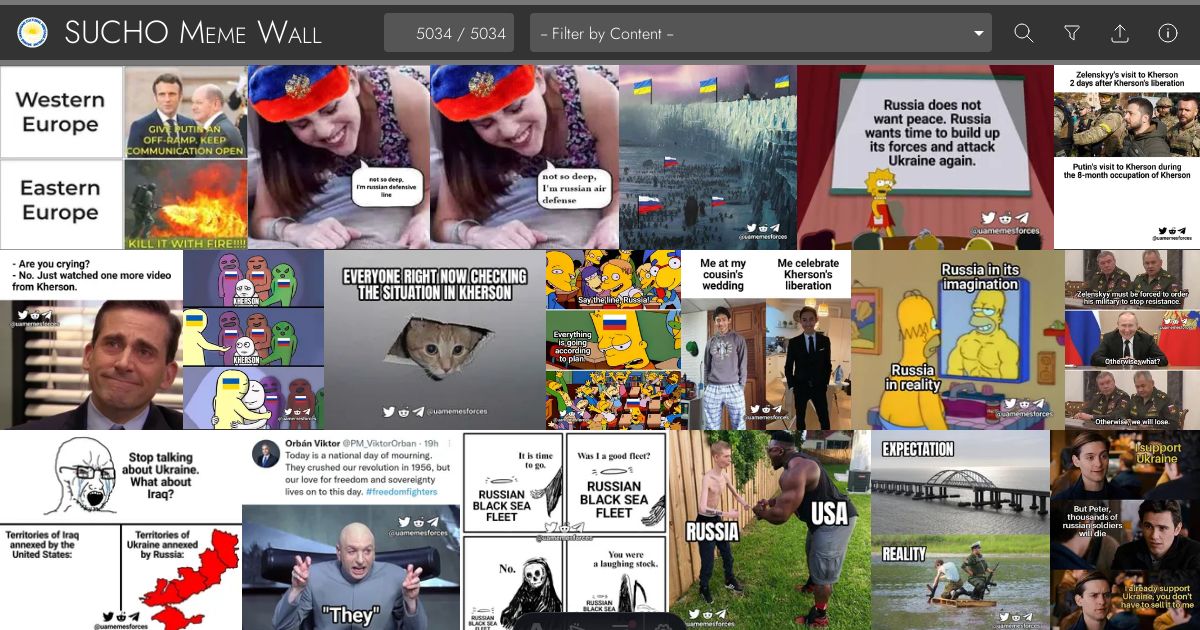 SUCHO MEME WALL
5034 / 5034
– Filter by Content –
Western
Europe
GIVE PUTIN AN
OFF-RAMP, KEEP
COMMUNICATION OPEN
Eastern
Europe
KILL IT WITH FIRE!!!!
not so deep,
I'm russian defensive
line
not so deep,
I'm russian air
defense
@uamemesforces
Russia does not
want peace. Russia
wants time to build up
its forces and attack
Ukraine again.
@uamemesforces
Zelenskyy's visit to Kherson
2 days after Kherson's liberation
Putin's visit to Kherson during
the 8-month occupation of Kherson
@uamemesforces
- Are you crying?
- No. Just watched one more video
from Kherson.
@uamemesforces
KHERSON
KHERSON
@uamemesforces
EVERYONE RIGHT NOW CHECKING
THE SITUATION IN KHERSON
@uamemesforces
Say the line, Russia!
Everything
is going
according
to plan.
@uamemesforces
Me at my
cousin's
wedding
Me celebrate
Kherson's
liberation
@uamemesforces
Russia in its
imagination
Russia
in reality
@uamemesforces
Zelenskyy must be forced to order
his military to stop resistance.
Otherwise, what?
Otherwise, we will lose.
@uamemesforces
Stop talking
about Ukraine.
What about
Iraq?
Territories of Iraq
annexed by the
United States:
Territories of
Ukraine annexed
by Russia:
@uamemesforces
Orbán Viktor @PM_ViktorOrban · 19h
Today is a national day of mourning.
They crushed our revolution in 1956, but
our love for freedom and sovereignty
lives on to this day. #freedomfighters
@uamemesforces
"They"
It is time
to go.
RUSSIAN
BLACK SEA
FLEET
Was I a good fleet?
RUSSIAN
BLACK SEA
FLEET
@uamemesforces
No.
RUSSIAN
BLACK SEA
FLEET
You were
a laughing stock.
RUSSIAN
BLACK SEA
RUSSIA
USA
@uamemesforces
EXPECTATION
REALITY
@uamemesforces
I support
Ukraine
But Peter,
thousands of
russian soldiers
will die
I already support
Ukraine, you don't
have to sell it to me